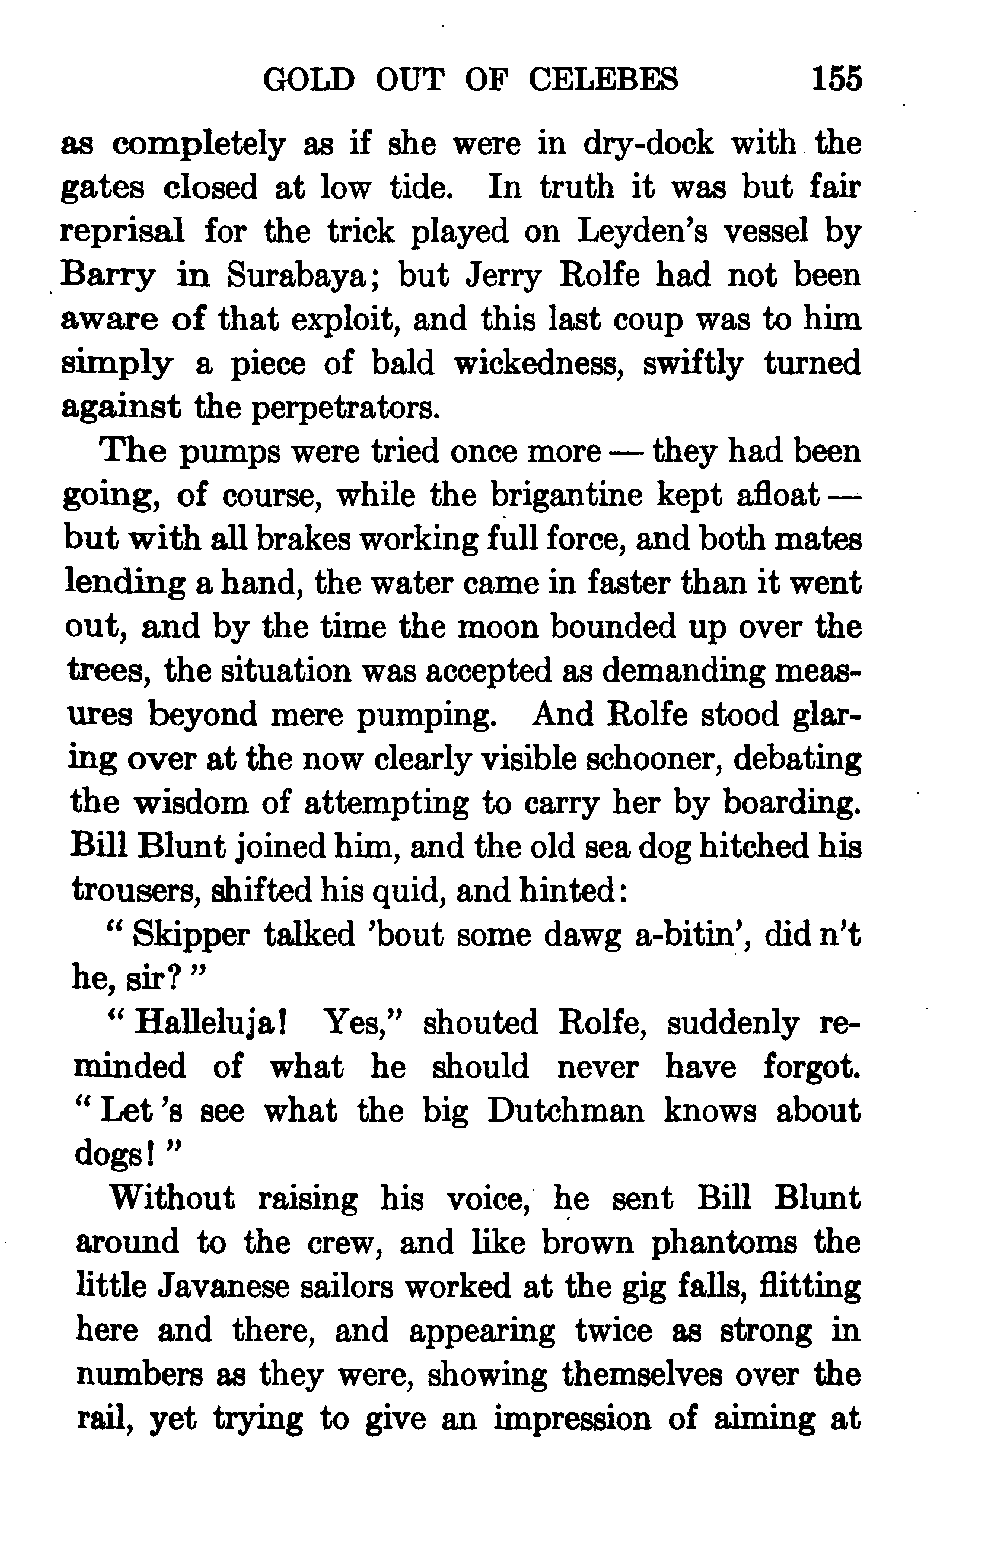 GOLD OUT OF CELEBES 155
as completely as if she were in dry-dock with the
gates closed at low tide. In truth it was but fair
reprisal for the trick played on Leyden's vessel by
Barry in Surabaya; but Jerry Rolfe had not been
aware of that exploit, and this last coup was to him
simply a piece of bald wickedness, swiftly turned
against the perpetrators.
The pumps were tried once more — they had been
going, of course, while the brigantine kept afloat —
but with all brakes working full force, and both mates
lending a hand, the water came in faster than it went
out, and by the time the moon bounded up over the
trees, the situation was accepted as demanding meas-
ures beyond mere pumping. And Rolfe stood glar-
ing over at the now clearly visible schooner, debating
the wisdom of attempting to carry her by boarding.
Bill Blunt joined him, and the old sea dog hitched his
trousers, shifted his quid, and hinted:
“ Skipper talked ’bout some dawg a-bitin’, did n’t
he, sir? ”
“ Halleluja! Yes,” shouted Rolfe, suddenly re-
minded of what he should never have forgot.
“ Let ’s see what the big Dutchman knows about
dogs! ”
Without raising his voice, he sent Bill Blunt
around to the crew, and like brown phantoms the
little Javanese sailors worked at the gig falls, flitting
here and there, and appearing twice as strong in
numbers as they were, showing themselves over the
rail, yet trying to give an impression of aiming at